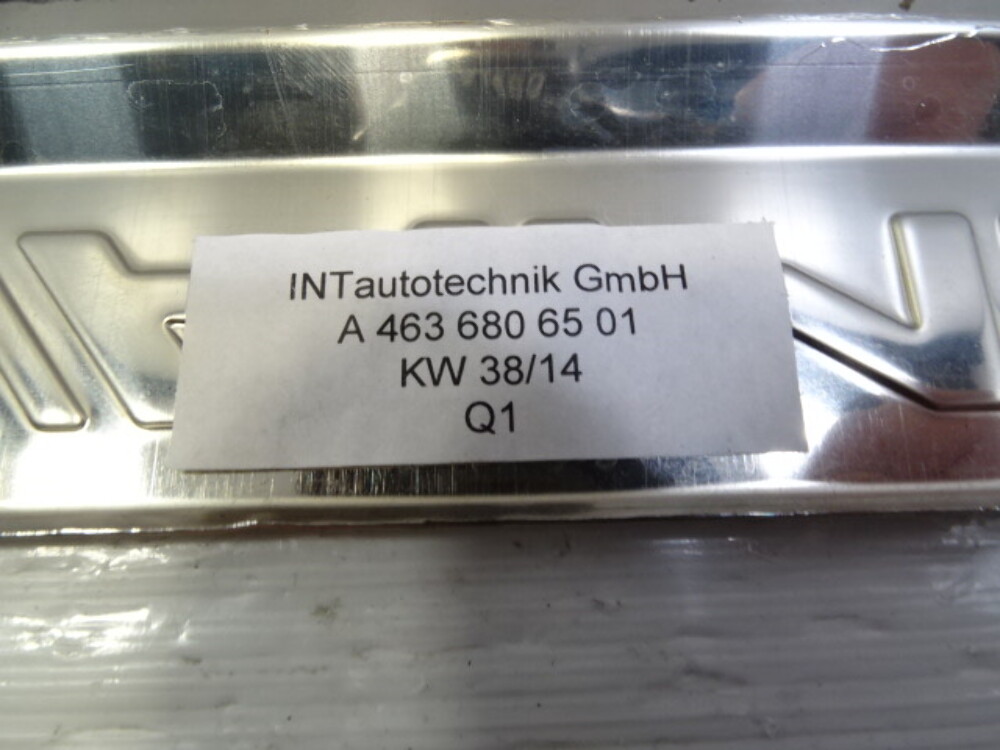 INTautotechnik GmbH
A 463 680 65 01
KW 38/14
Q1